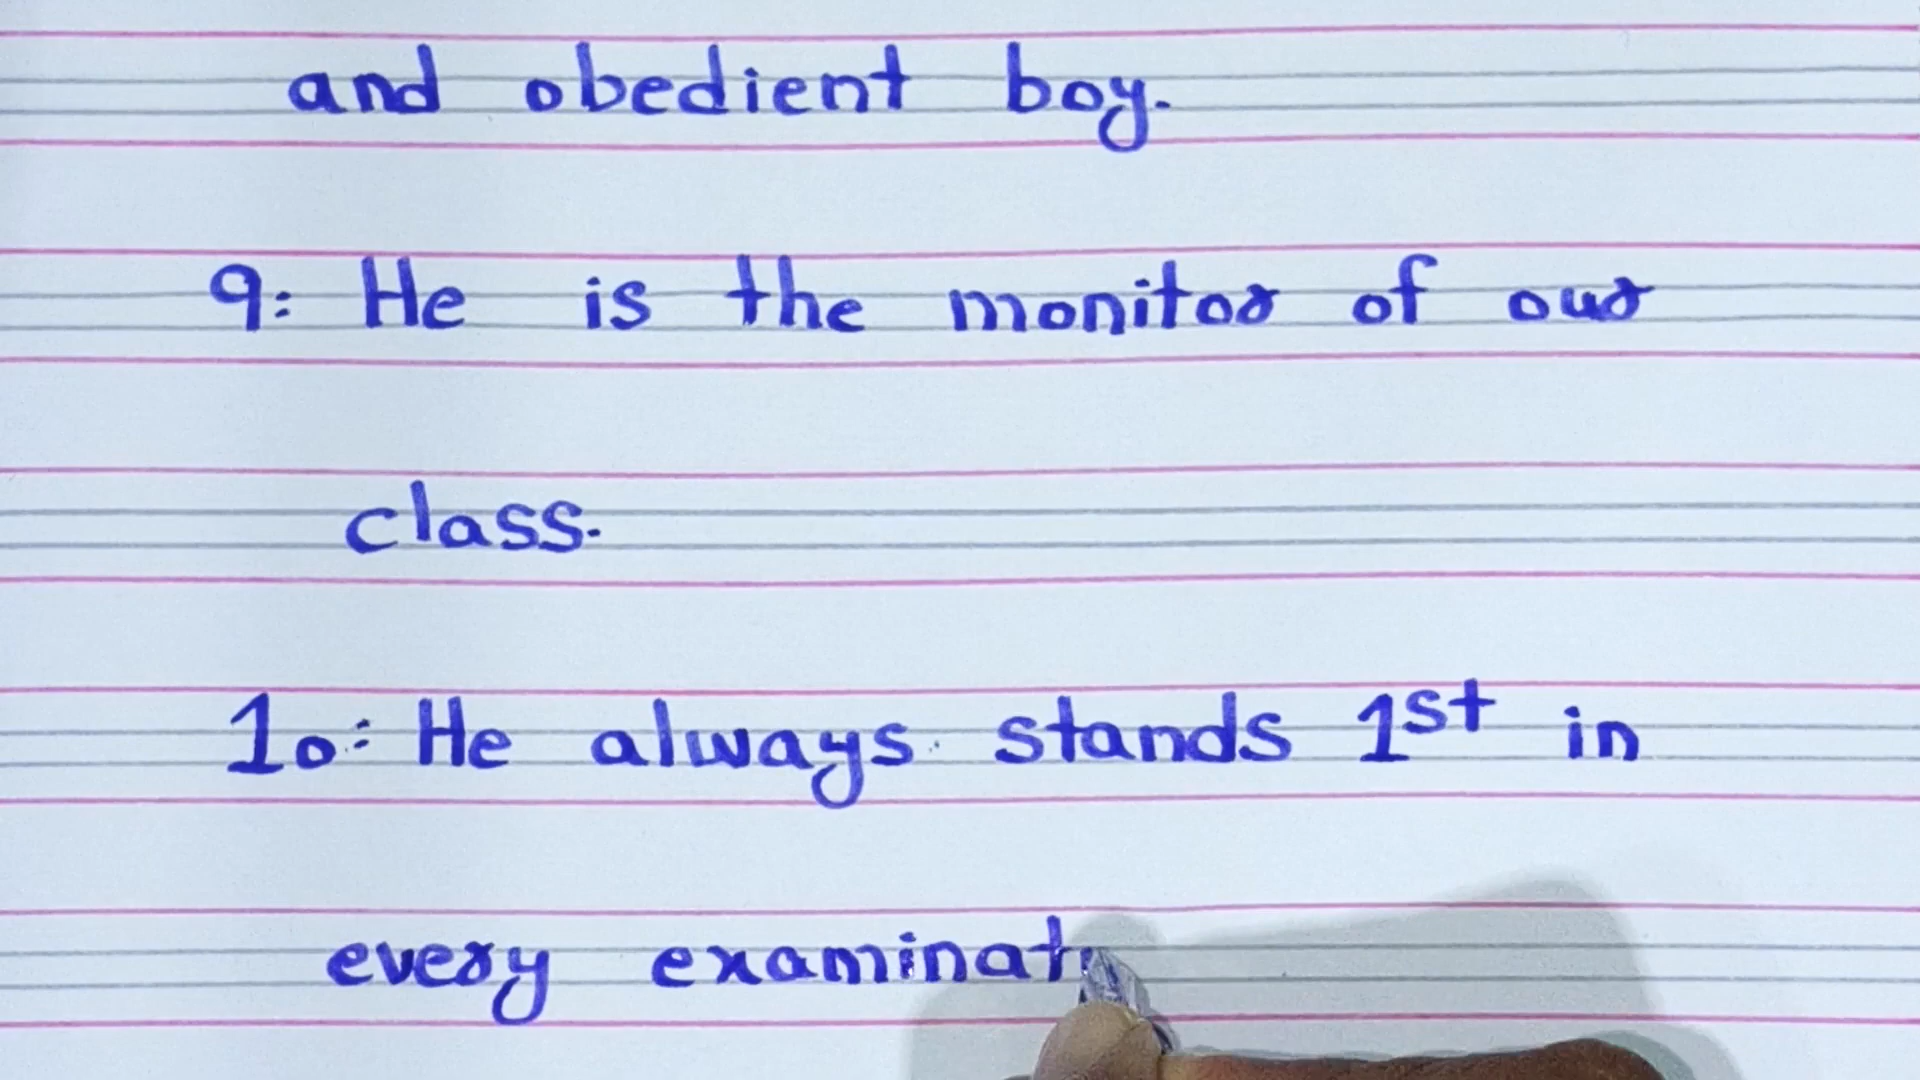 and obedient boy.
9: He is the monitor of our
class.
10: He always stands 1st in
every examinat